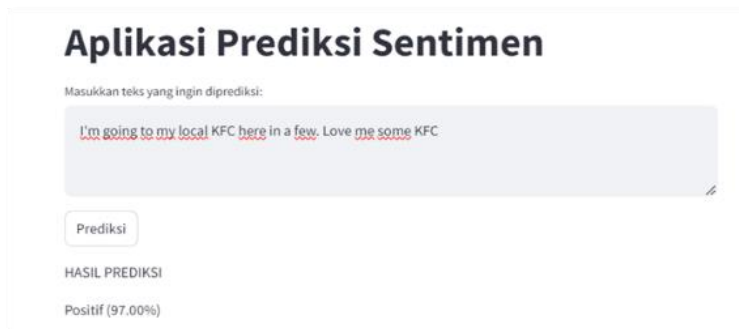 Aplikasi Prediksi Sentimen
Masukkan teks yang ingin diprediksi:
I'm going to my local KFC here in a few. Love me some KFC
Prediksi
HASIL PREDIKSI
Positif (97.00%)